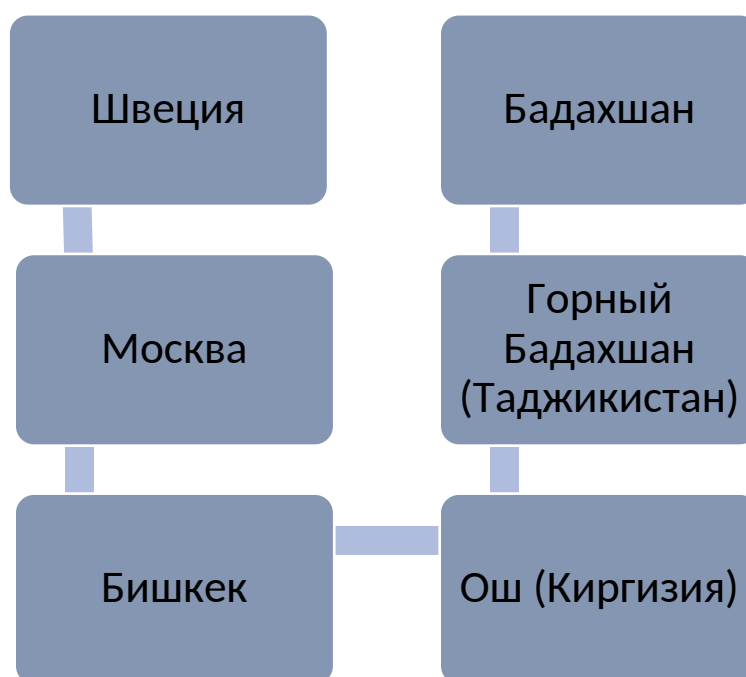 Швеция
Москва
Бишкек
Ош (Киргизия)
Горный
Бадахшан
(Таджикистан)
Бадахшан